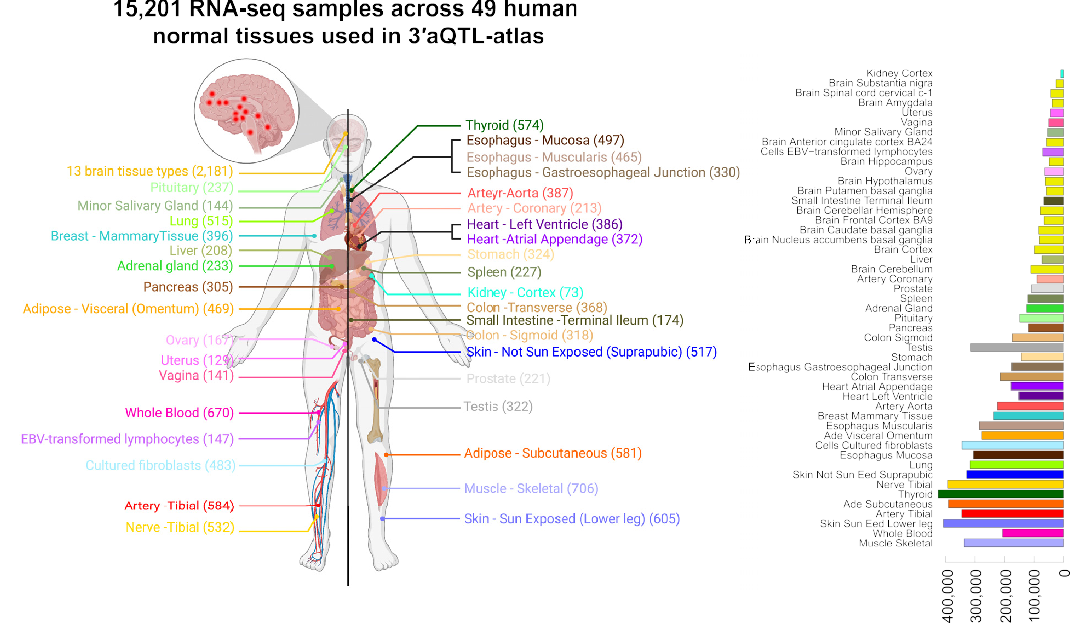 15,201 RNA-seq samples across 49 human
normal tissues used in 3′aQTL-atlas
13 brain tissue types (2,181)
Pituitary (237)
Minor Salivary Gland (144)
Lung (515)
Breast - MammaryTissue (396)
Liver (208)
Adrenal gland (233)
Pancreas (305)
Adipose - Visceral (Omentum) (469)
Ovary (167)
Uterus (129)
Vagina (141)
Whole Blood (670)
EBV-transformed lymphocytes (147)
Cultured fibroblasts (483)
Artery -Tibial (584)
Nerve -Tibial (532)
Thyroid (574)
Esophagus - Mucosa (497)
Esophagus - Muscularis (465)
Esophagus - Gastroesophageal Junction (330)
Arteyr-Aorta (387)
Artery - Coronary (213)
Heart - Left Ventricle (386)
Heart -Atrial Appendage (372)
Stomach (324)
Spleen (227)
Kidney - Cortex (73)
Colon -Transverse (368)
Small Intestine -Terminal Ileum (174)
Colon - Sigmoid (318)
Skin - Not Sun Exposed (Suprapubic) (517)
Prostate (221)
Testis (322)
Adipose - Subcutaneous (581)
Muscle - Skeletal (706)
Skin - Sun Exposed (Lower leg) (605)
Kidney Cortex
Brain Substantia nigra
Brain Spinal cord cervical c-1
Brain Amygdala
Uterus
Vagina
Minor Salivary Gland
Brain Anterior cingulate cortex BA24
Cells EBV-transformed lymphocytes
Brain Hippocampus
Ovary
Brain Hypothalamus
Brain Putamen basal ganglia
Small Intestine Terminal Ileum
Brain Cerebellar Hemisphere
Brain Frontal Cortex BA9
Brain Caudate basal ganglia
Brain Nucleus accumbens basal ganglia
Brain Cortex
Liver
Brain Cerebellum
Artery Coronary
Prostate
Spleen
Adrenal Gland
Pituitary
Pancreas
Colon Sigmoid
Testis
Stomach
Esophagus Gastroesophageal Junction
Colon Transverse
Heart Atrial Appendage
Heart Left Ventricle
Artery Aorta
Breast Mammary Tissue
Esophagus Muscularis
Ade Visceral Omentum
Cells Cultured fibroblasts
Esophagus Mucosa
Lung
Skin Not Sun Eed Suprapubic
Nerve Tibial
Thyroid
Ade Subcutaneous
Artery Tibial
Skin Sun Eed Lower leg
Whole Blood
Muscle Skeletal
400,000
300,000
200,000
100,000
0